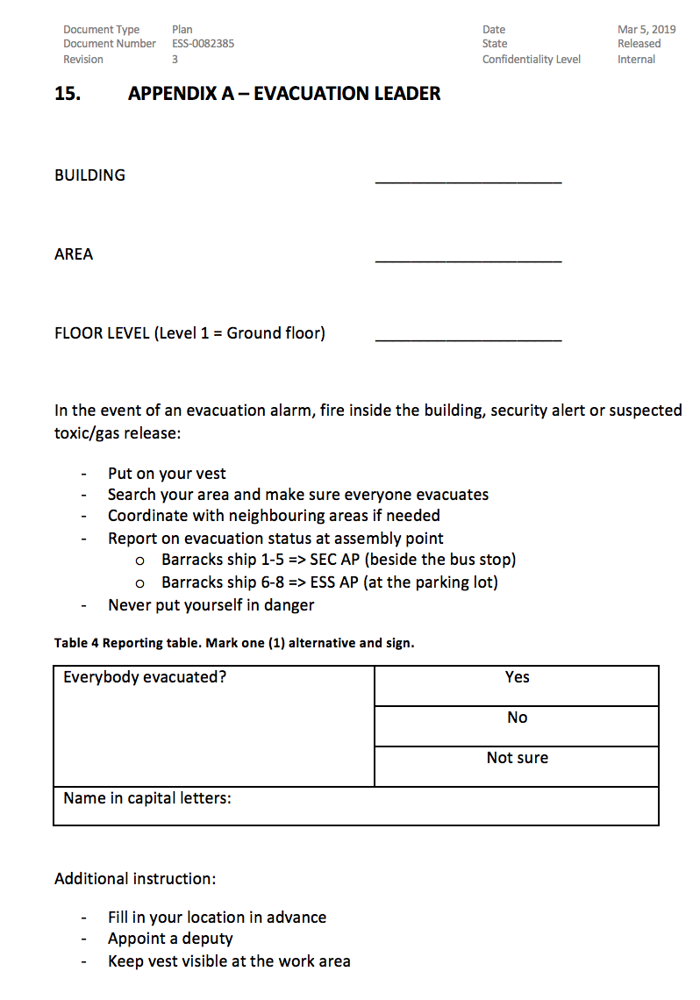 Document Type Plan Date Mar 5, 2019
Document Number ESS-0082385 State Released
Revision 3 Confidentiality Level Internal
15. APPENDIX A – EVACUATION LEADER
BUILDING ____________________
AREA ____________________
FLOOR LEVEL (Level 1 = Ground floor) ____________________
In the event of an evacuation alarm, fire inside the building, security alert or suspected
toxic/gas release:
- Put on your vest
- Search your area and make sure everyone evacuates
- Coordinate with neighbouring areas if needed
- Report on evacuation status at assembly point
o Barracks ship 1-5 => SEC AP (beside the bus stop)
o Barracks ship 6-8 => ESS AP (at the parking lot)
- Never put yourself in danger
Table 4 Reporting table. Mark one (1) alternative and sign.
Everybody evacuated? Yes
No
Not sure
Name in capital letters:
Additional instruction:
- Fill in your location in advance
- Appoint a deputy
- Keep vest visible at the work area